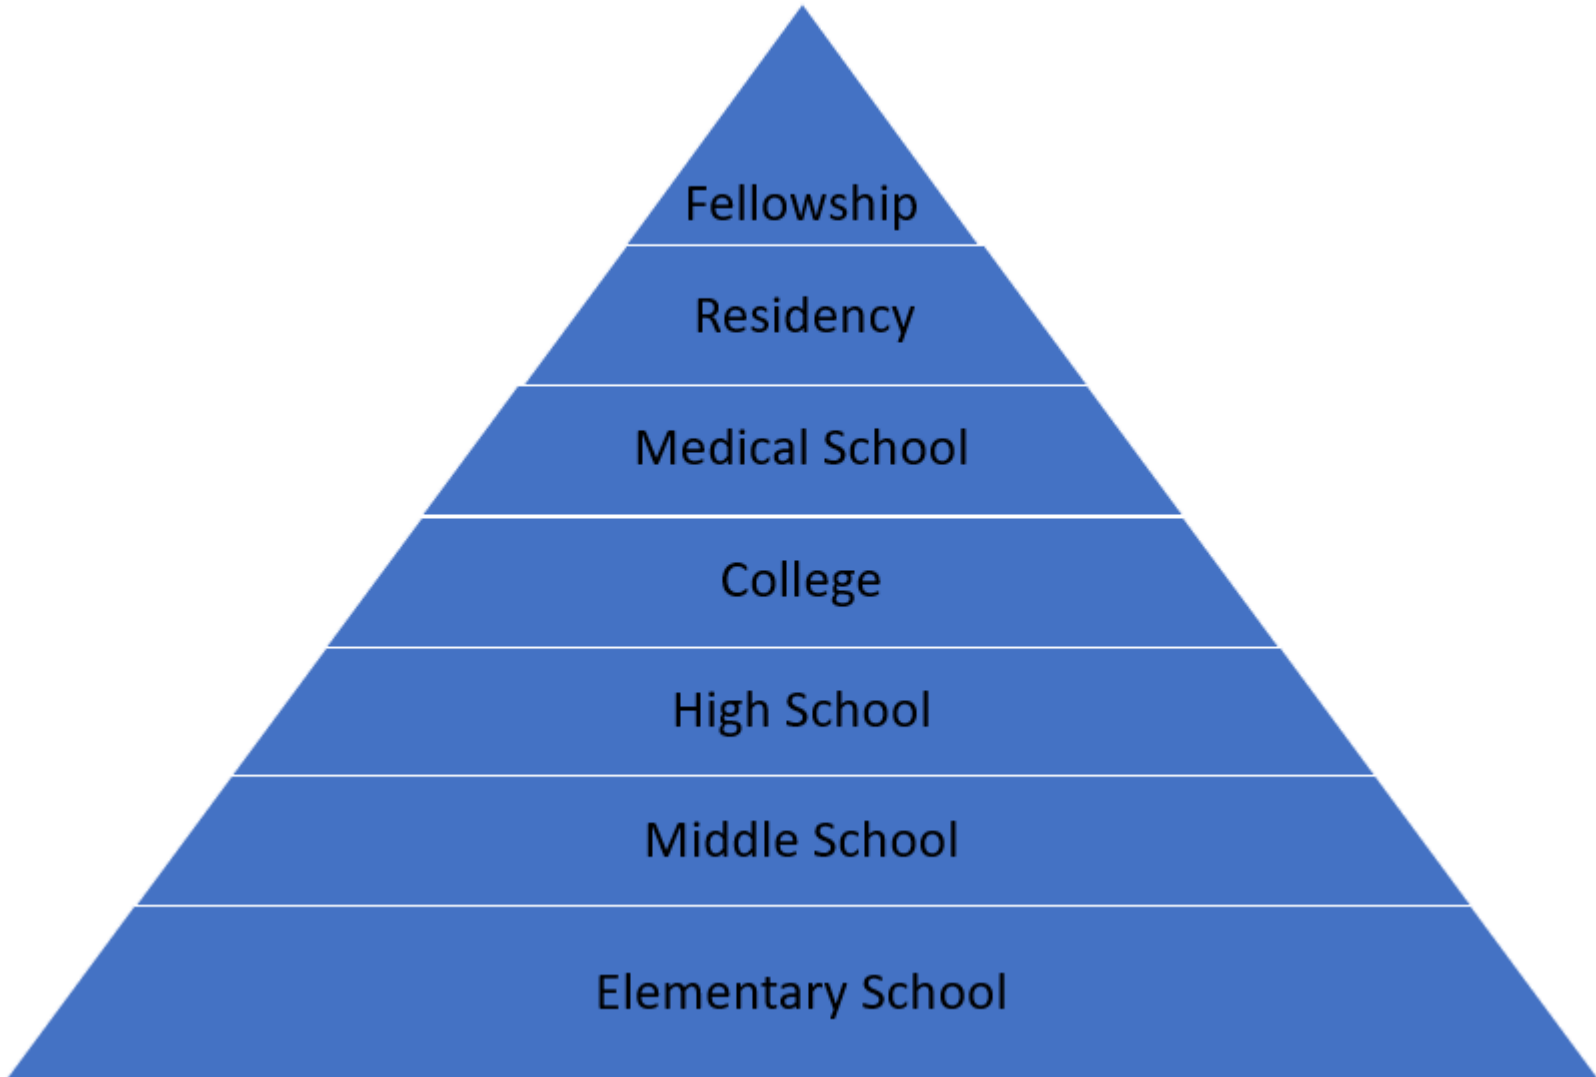 Fellowship
Residency
Medical School
College
High School
Middle School
Elementary School